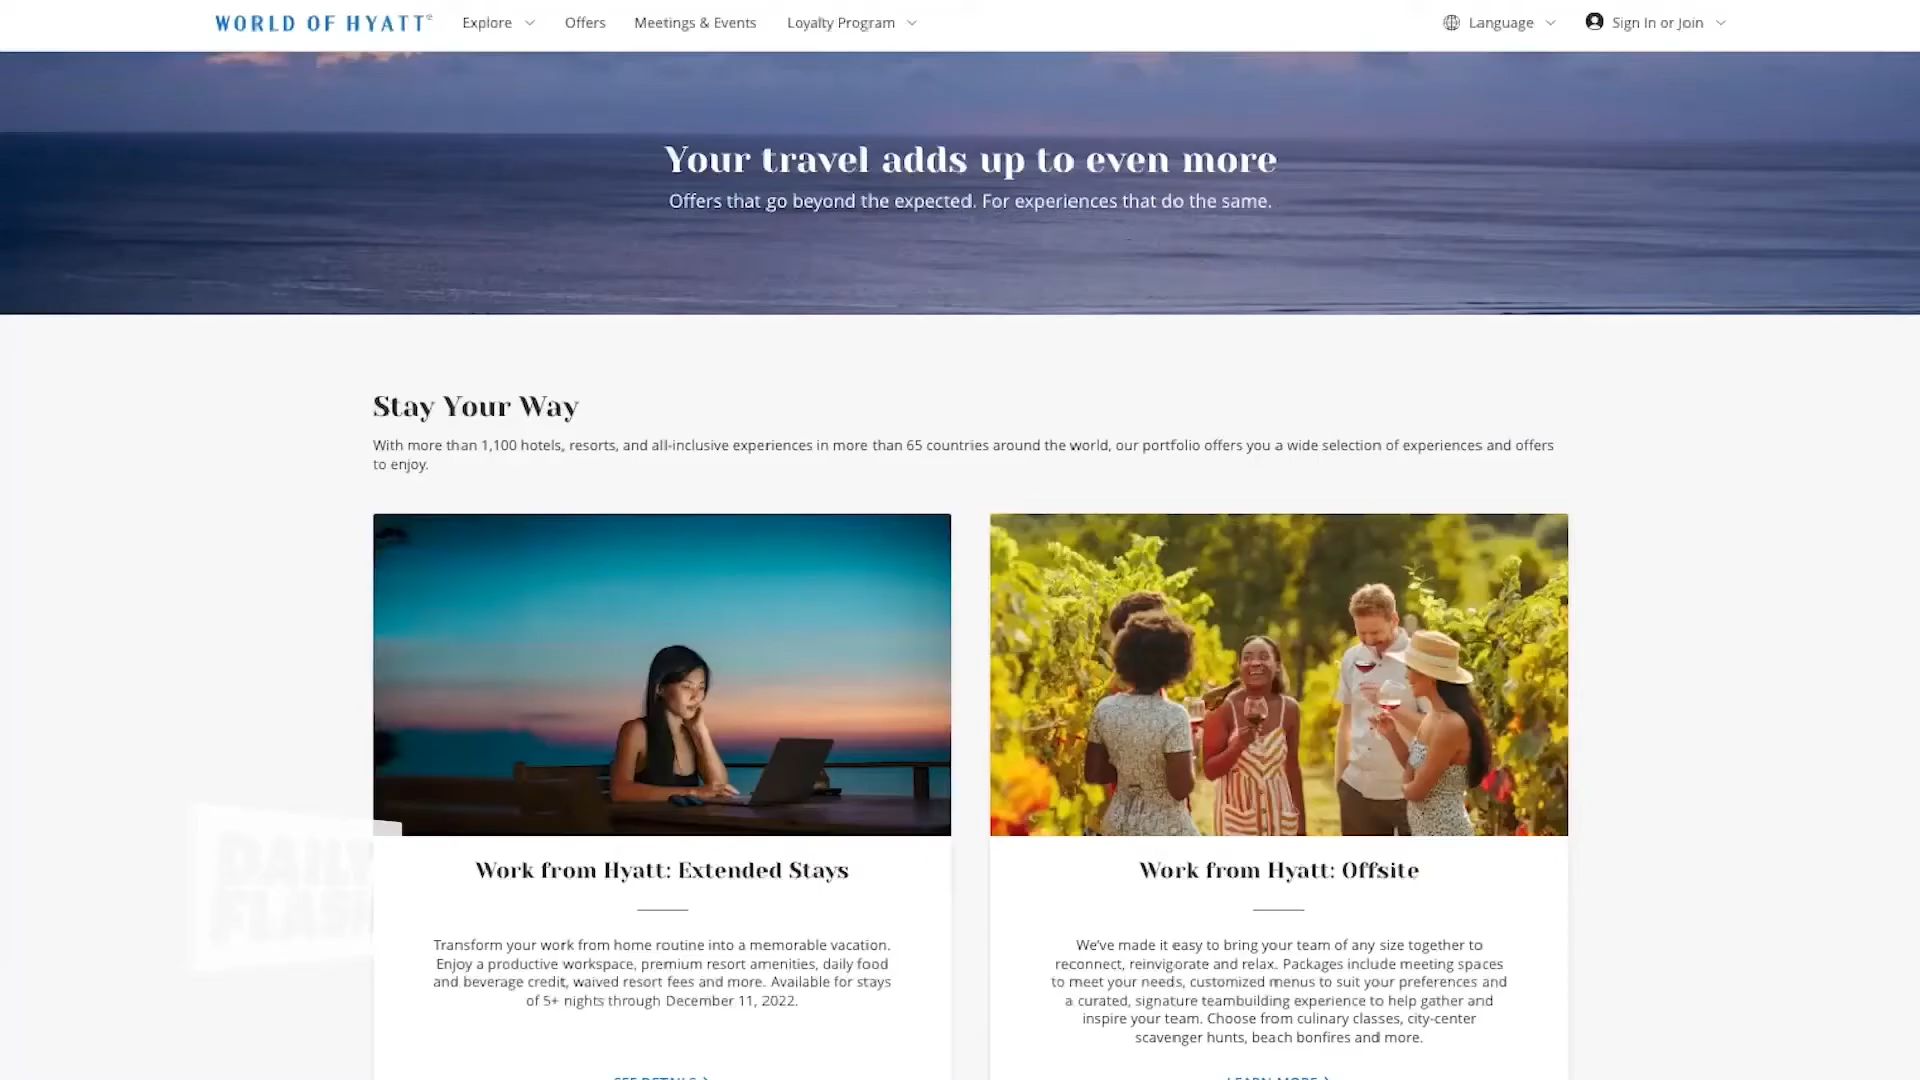 WORLD OF HYATT®
Explore
Offers
Meetings & Events
Loyalty Program
Language
Sign In or Join
Your travel adds up to even more
Offers that go beyond the expected. For experiences that do the same.
Stay Your Way
With more than 1,100 hotels, resorts, and all-inclusive experiences in more than 65 countries around the world, our portfolio offers you a wide selection of experiences and offers
to enjoy.
Work from Hyatt: Extended Stays
Transform your work from home routine into a memorable vacation.
Enjoy a productive workspace, premium resort amenities, daily food
and beverage credit, waived resort fees and more. Available for stays
of 5+ nights through December 11, 2022.
SEE DETAILS
Work from Hyatt: Offsite
We've made it easy to bring your team of any size together to
reconnect, reinvigorate and relax. Packages include meeting spaces
to meet your needs, customized menus to suit your preferences and
a curated, signature teambuilding experience to help gather and
inspire your team. Choose from culinary classes, city-center
scavenger hunts, beach bonfires and more.
LEARN MORE
DAILY
FLASH